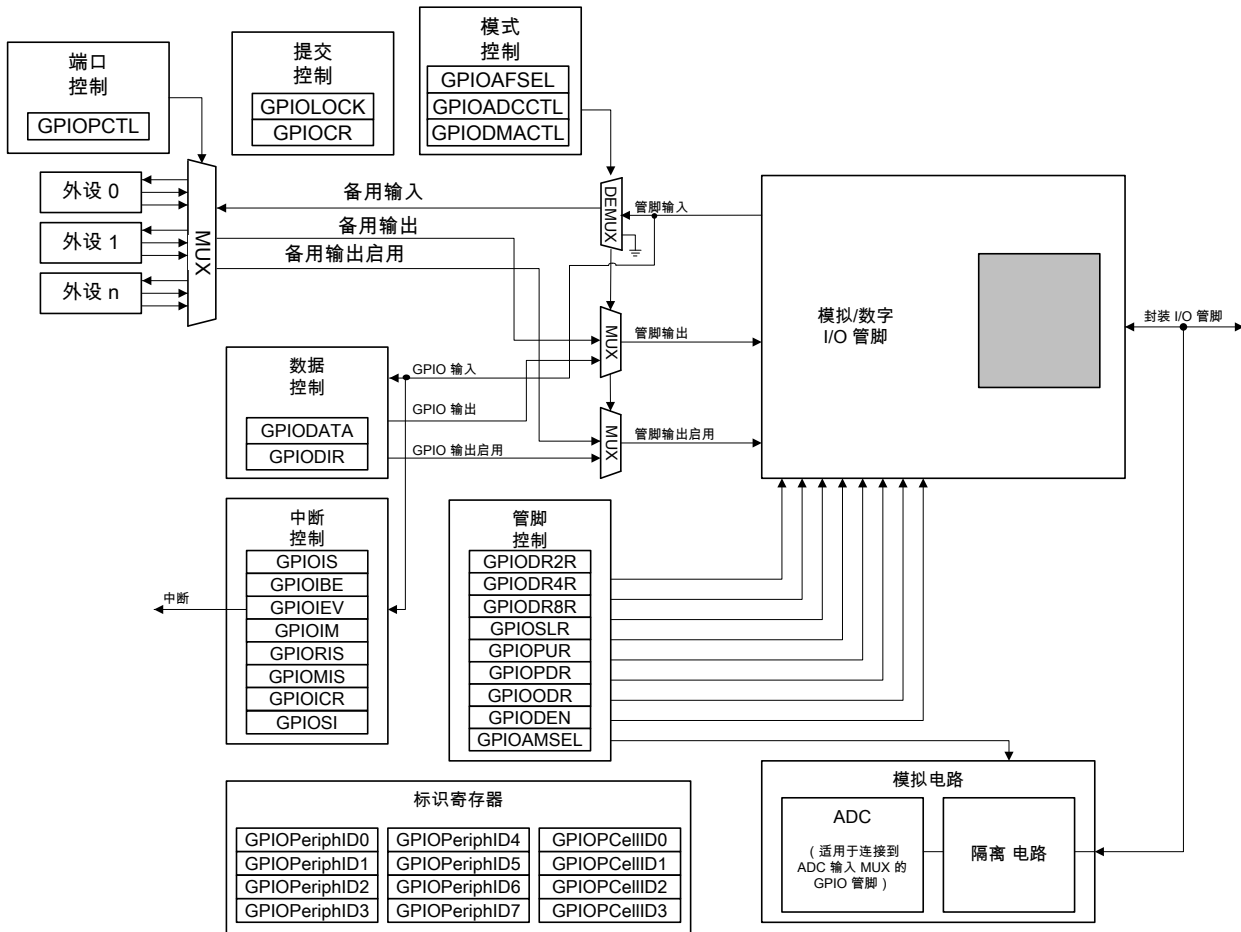 端口
控制
GPIOPCTL
提交
控制
GPIOLOCK
GPIOCR
模式
控制
GPIOAFSEL
GPIOADCCTL
GPIODMACTL
外设 0
外设 1
外设 n
MUX
备用输入
备用输出
备用输出启用
DEMUX
管脚输入
MUX
管脚输出
MUX
管脚输出启用
模拟/数字
I/O 管脚
封装 I/O 管脚
数据
控制
GPIODATA
GPIODIR
GPIO 输入
GPIO 输出
GPIO 输出启用
中断
控制
GPIOIS
GPIOIBE
GPIOIEV
GPIOIM
GPIORIS
GPIOMIS
GPIOICR
GPIOSI
中断
管脚
控制
GPIODR2R
GPIODR4R
GPIODR8R
GPIOSLR
GPIOPUR
GPIOPDR
GPIOODR
GPIODEN
GPIOAMSEL
模拟电路
ADC
（适用于连接到
ADC 输入 MUX 的
GPIO 管脚）
隔离 电路
标识寄存器
GPIOPeriphID0
GPIOPeriphID1
GPIOPeriphID2
GPIOPeriphID3
GPIOPeriphID4
GPIOPeriphID5
GPIOPeriphID6
GPIOPeriphID7
GPIOPCellID0
GPIOPCellID1
GPIOPCellID2
GPIOPCellID3